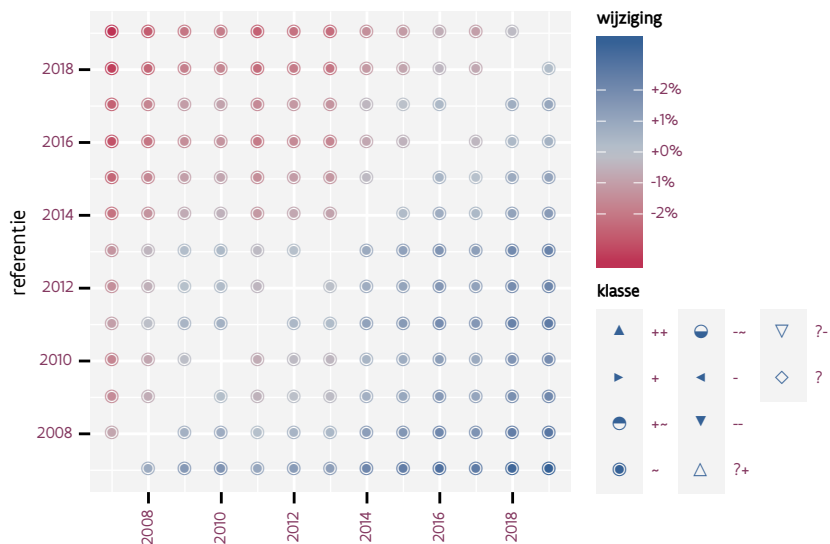 wijziging
+2%
+1%
+0%
-1%
-2%
klasse
++ -~ ?-
+ - ?
+~ --
~ ?+
referentie
2018
2016
2014
2012
2010
2008
2008 2010 2012 2014 2016 2018